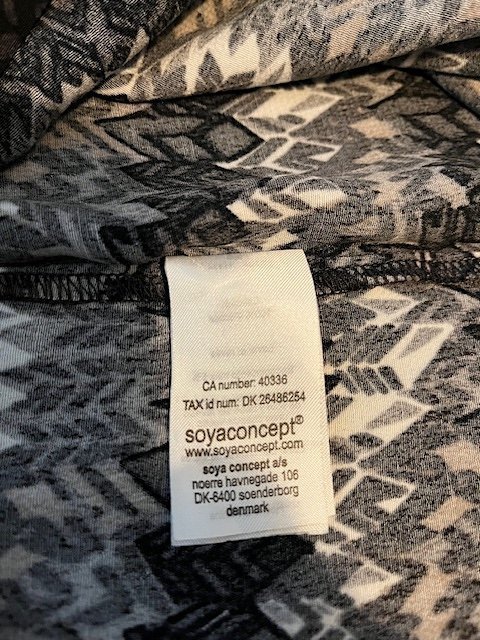 CA number: 40336
TAX id num: DK 26486254
soyaconcept®
www.soyaconcept.com
soya concept a/s
noerre havnegade 106
DK-6400 soenderborg
denmark